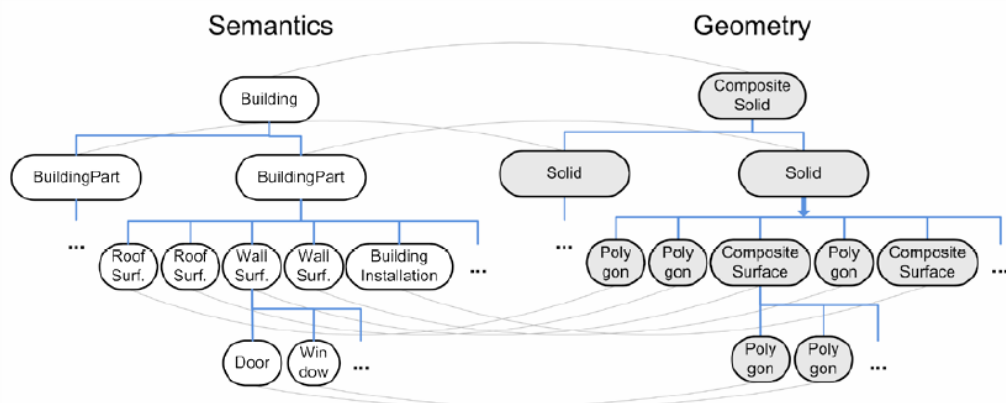 Semantics
Geometry
Building
Composite
Solid
BuildingPart
BuildingPart
Solid
Solid
...
Roof
Surf.
Roof
Surf.
Wall
Surf.
Wall
Surf.
Building
Installation
...
...
Poly
gon
Poly
gon
Composite
Surface
Poly
gon
Composite
Surface
...
Door
Win
dow
...
Poly
gon
Poly
gon
...